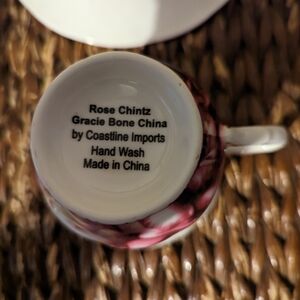 Rose Chintz
Gracie Bone China
by Coastline Imports
Hand Wash
Made in China